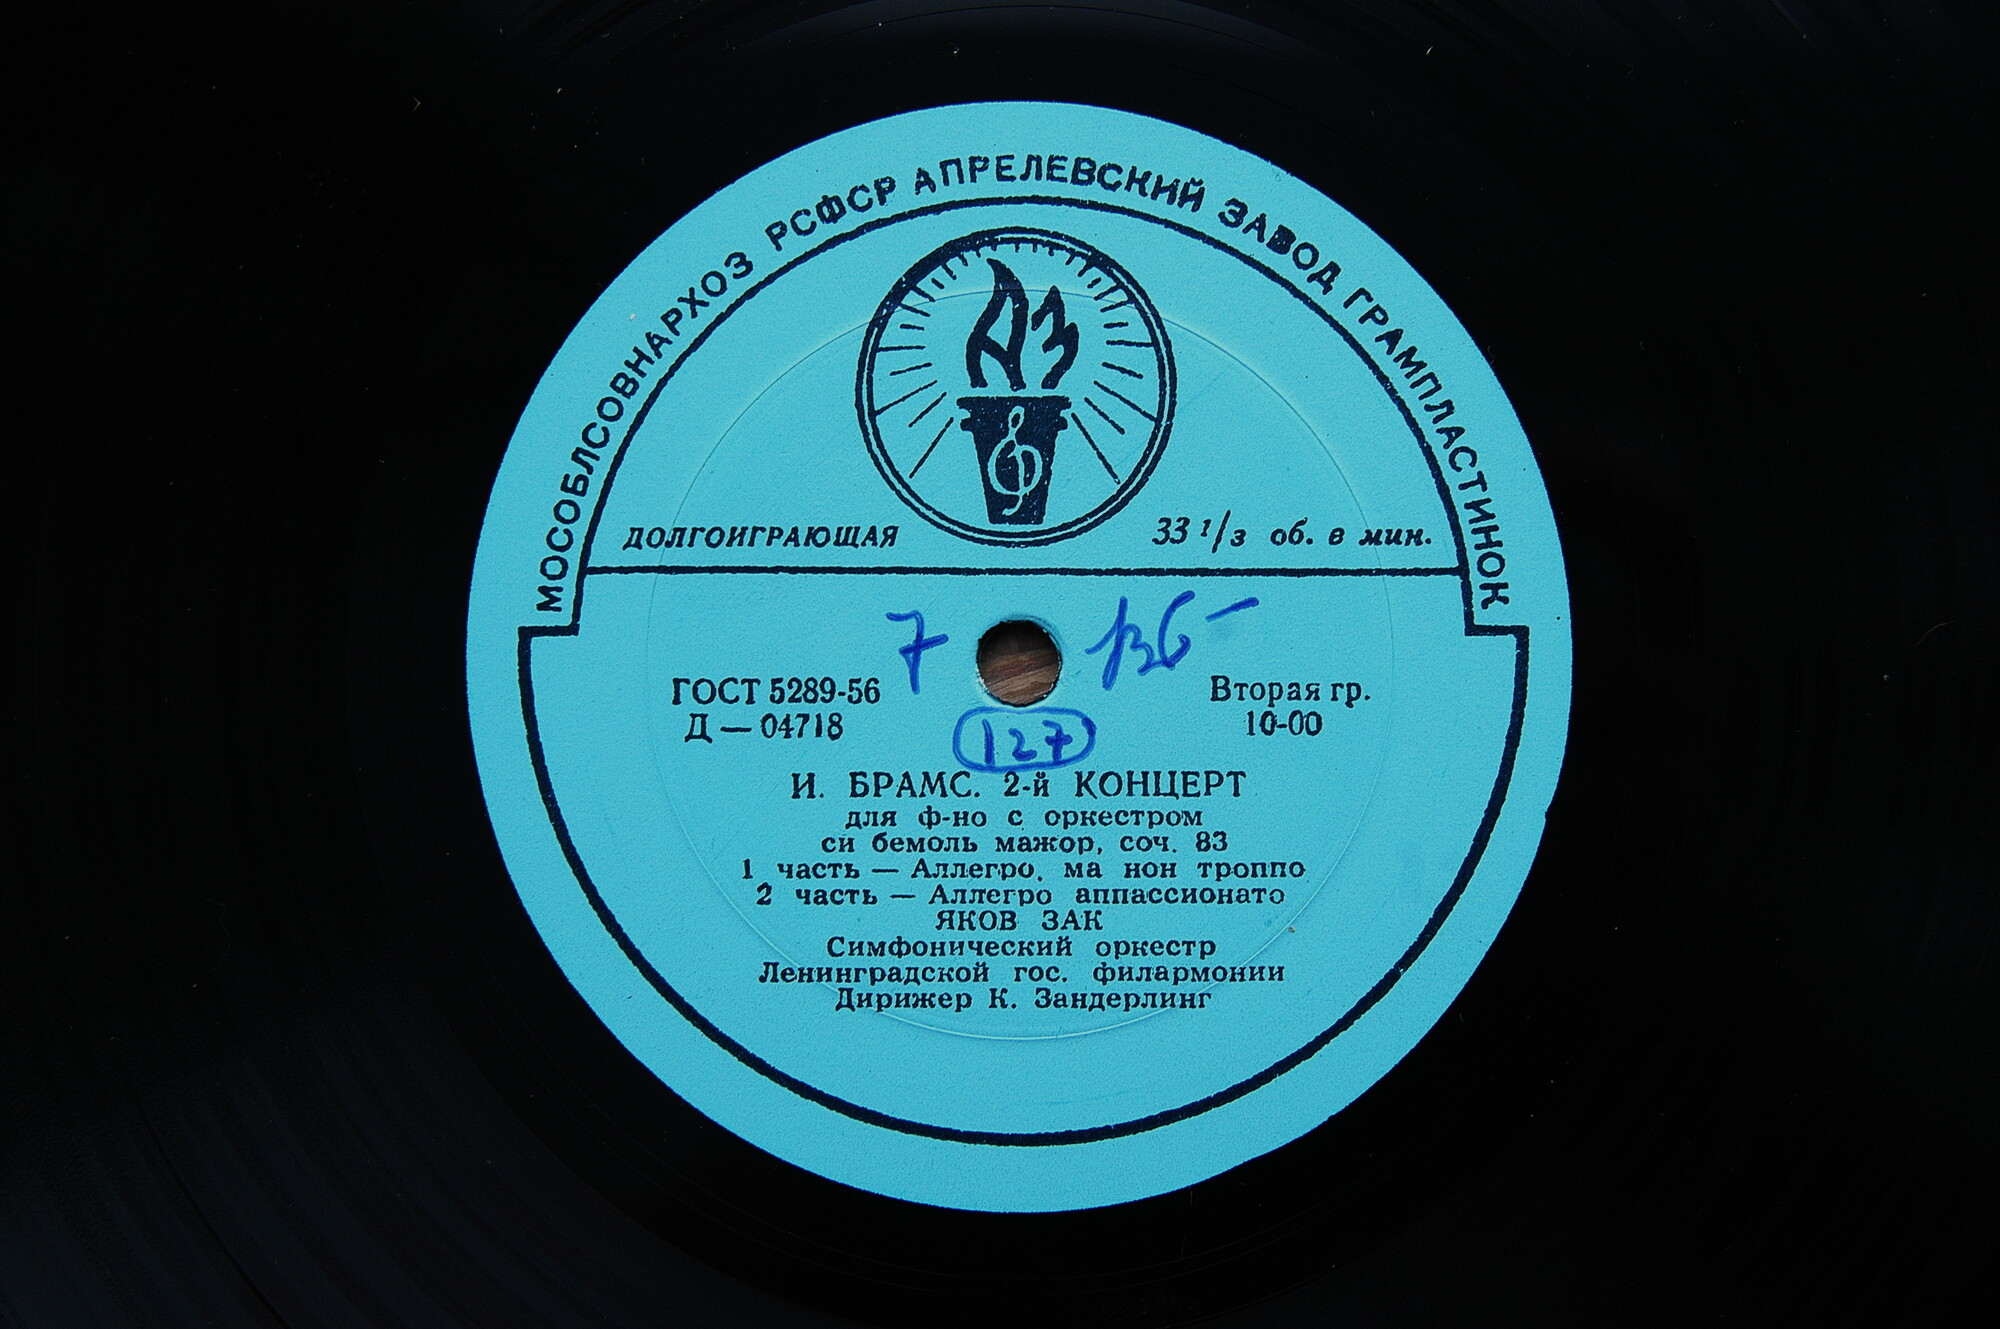 МОСОБЛСОВНАРХОЗ РСФСР АПРЕЛЕВСКИЙ ЗАВОД ГРАМПЛАСТИНОК
АЗ
ДОЛГОИГРАЮЩАЯ 33 1/3 об. в мин.
7
ГОСТ 5289-56 Вторая гр.
Д — 04718 10-00
127
И. БРАМС. 2-й КОНЦЕРТ
для ф-но с оркестром
си бемоль мажор, соч. 83
1 часть — Аллегро, ма нон троппо
2 часть — Аллегро аппассионато
ЯКОВ ЗАК
Симфонический оркестр
Ленинградской гос. филармонии
Дирижер К. Зандерлинг